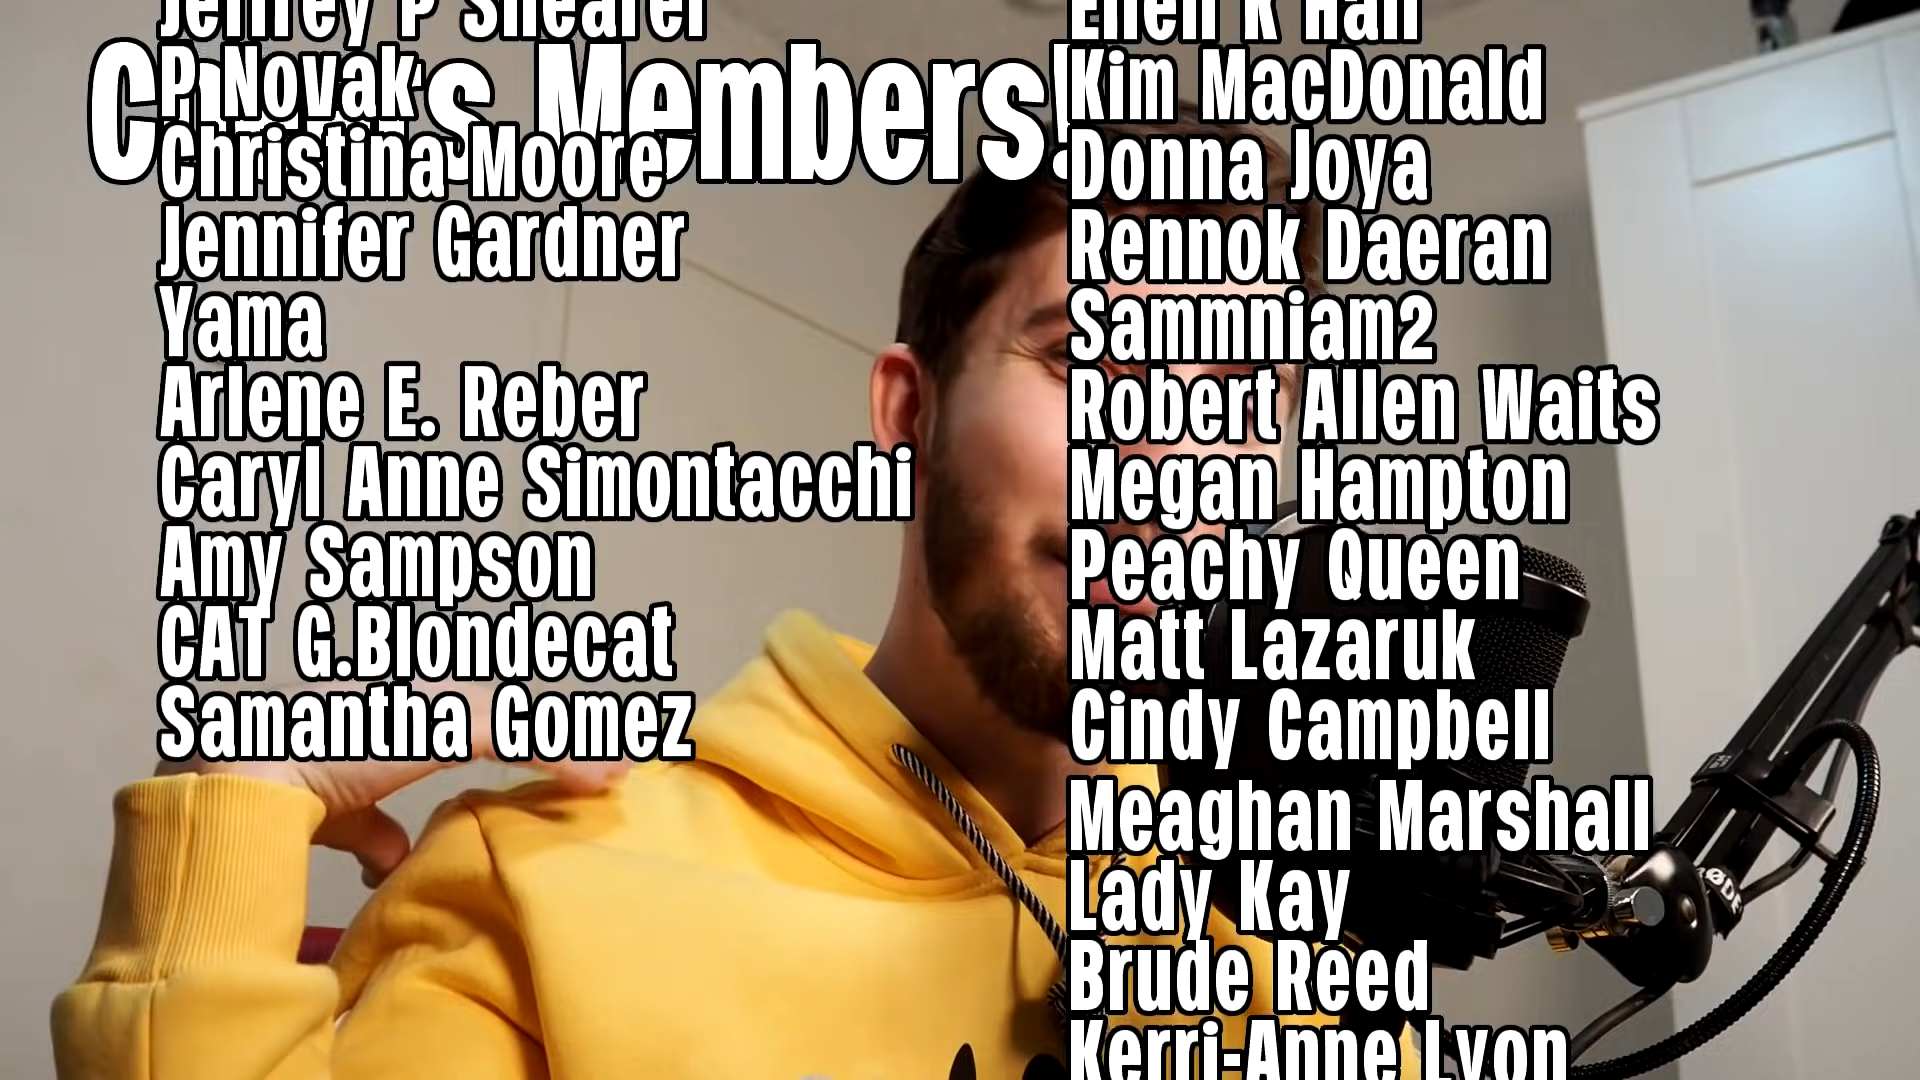 Jeffrey P Shearer
P Novak
Members!
Christina Moore
Jennifer Gardner
Yama
Arlene E. Reber
Caryl Anne Simontacchi
Amy Sampson
CAT G.Blondecat
Samantha Gomez
Kim MacDonald
Donna Joya
Rennok Daeran
Sammniam2
Robert Allen Waits
Megan Hampton
Peachy Queen
Matt Lazaruk
Cindy Campbell
Meaghan Marshall
Lady Kay
Brude Reed
Kerri-Anne Lyon